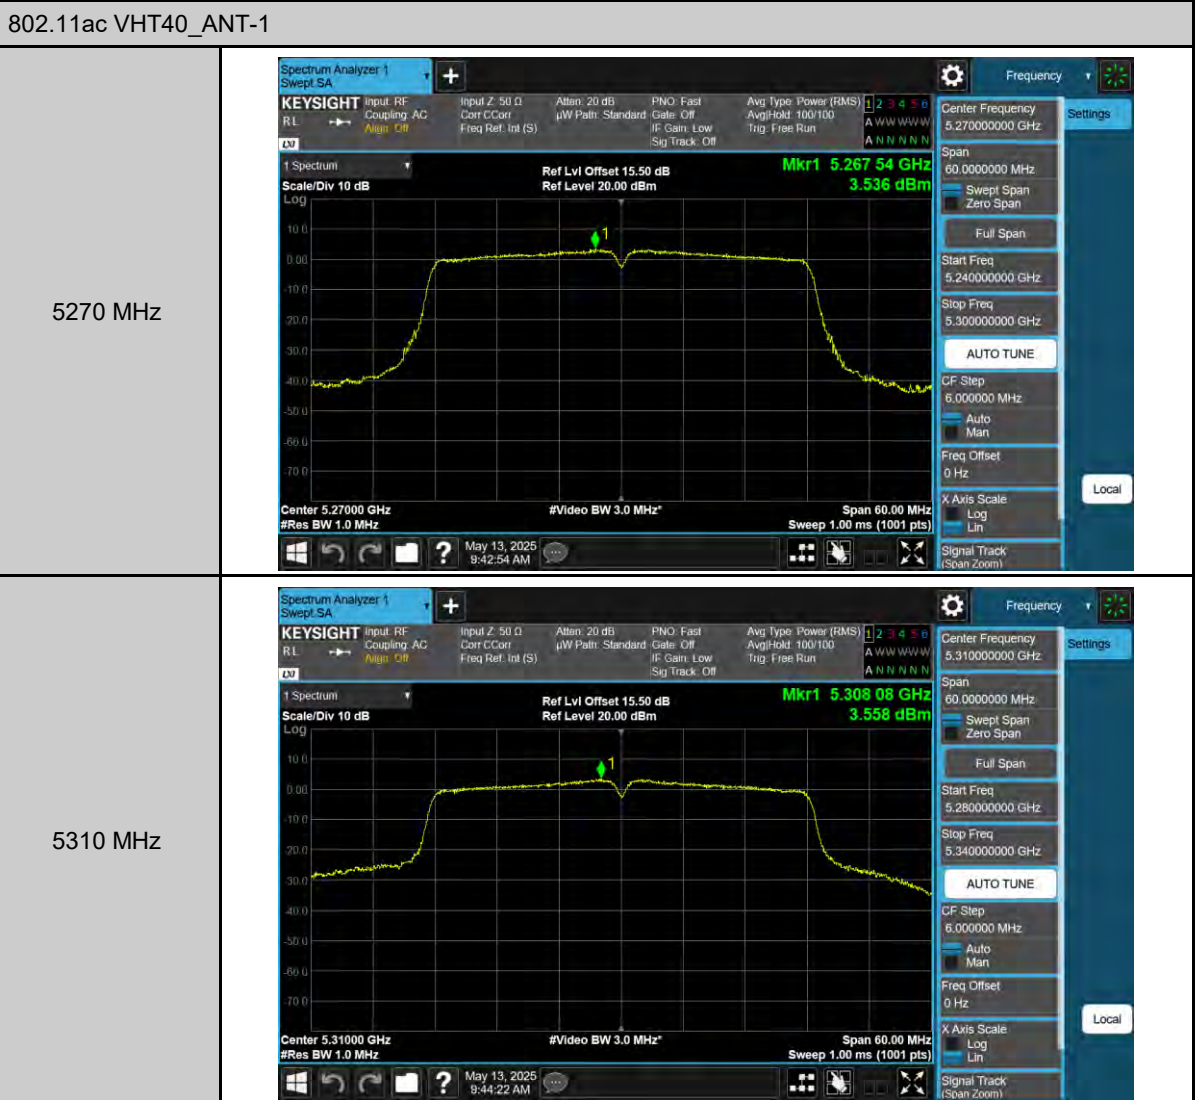 802.11ac VHT40_ANT-1
5270 MHz
Spectrum Analyzer 1
Swept SA
Frequency
KEYSIGHT
RL
LXI
Input: RF
Coupling: AC
Align: Off
Input Z: 50 Ω
Corr CCorr
Freq Ref: Int (S)
Atten: 20 dB
µW Path: Standard
PNO: Fast
Gate: Off
IF Gain: Low
Sig Track: Off
Avg Type: Power (RMS)
Avg|Hold: 100/100
Trig: Free Run
1 2 3 4 5 6
A W W W W W
A N N N N N
1 Spectrum
Scale/Div 10 dB
Log
Ref Lvl Offset 15.50 dB
Ref Level 20.00 dBm
Mkr1 5.267 54 GHz
3.536 dBm
1
10.0
0.00
-10.0
-20.0
-30.0
-40.0
-50.0
-60.0
-70.0
Center 5.27000 GHz
#Res BW 1.0 MHz
#Video BW 3.0 MHz*
Span 60.00 MHz
Sweep 1.00 ms (1001 pts)
May 13, 2025
9:42:54 AM
Center Frequency
5.270000000 GHz
Settings
Span
60.0000000 MHz
Swept Span
Zero Span
Full Span
Start Freq
5.240000000 GHz
Stop Freq
5.300000000 GHz
AUTO TUNE
CF Step
6.000000 MHz
Auto
Man
Freq Offset
0 Hz
X Axis Scale
Log
Lin
Local
Signal Track
(Span Zoom)
5310 MHz
Spectrum Analyzer 1
Swept SA
Frequency
KEYSIGHT
RL
LXI
Input: RF
Coupling: AC
Align: Off
Input Z: 50 Ω
Corr CCorr
Freq Ref: Int (S)
Atten: 20 dB
µW Path: Standard
PNO: Fast
Gate: Off
IF Gain: Low
Sig Track: Off
Avg Type: Power (RMS)
Avg|Hold: 100/100
Trig: Free Run
1 2 3 4 5 6
A W W W W W
A N N N N N
1 Spectrum
Scale/Div 10 dB
Log
Ref Lvl Offset 15.50 dB
Ref Level 20.00 dBm
Mkr1 5.308 08 GHz
3.558 dBm
1
10.0
0.00
-10.0
-20.0
-30.0
-40.0
-50.0
-60.0
-70.0
Center 5.31000 GHz
#Res BW 1.0 MHz
#Video BW 3.0 MHz*
Span 60.00 MHz
Sweep 1.00 ms (1001 pts)
May 13, 2025
9:44:22 AM
Center Frequency
5.310000000 GHz
Settings
Span
60.0000000 MHz
Swept Span
Zero Span
Full Span
Start Freq
5.280000000 GHz
Stop Freq
5.340000000 GHz
AUTO TUNE
CF Step
6.000000 MHz
Auto
Man
Freq Offset
0 Hz
X Axis Scale
Log
Lin
Local
Signal Track
(Span Zoom)